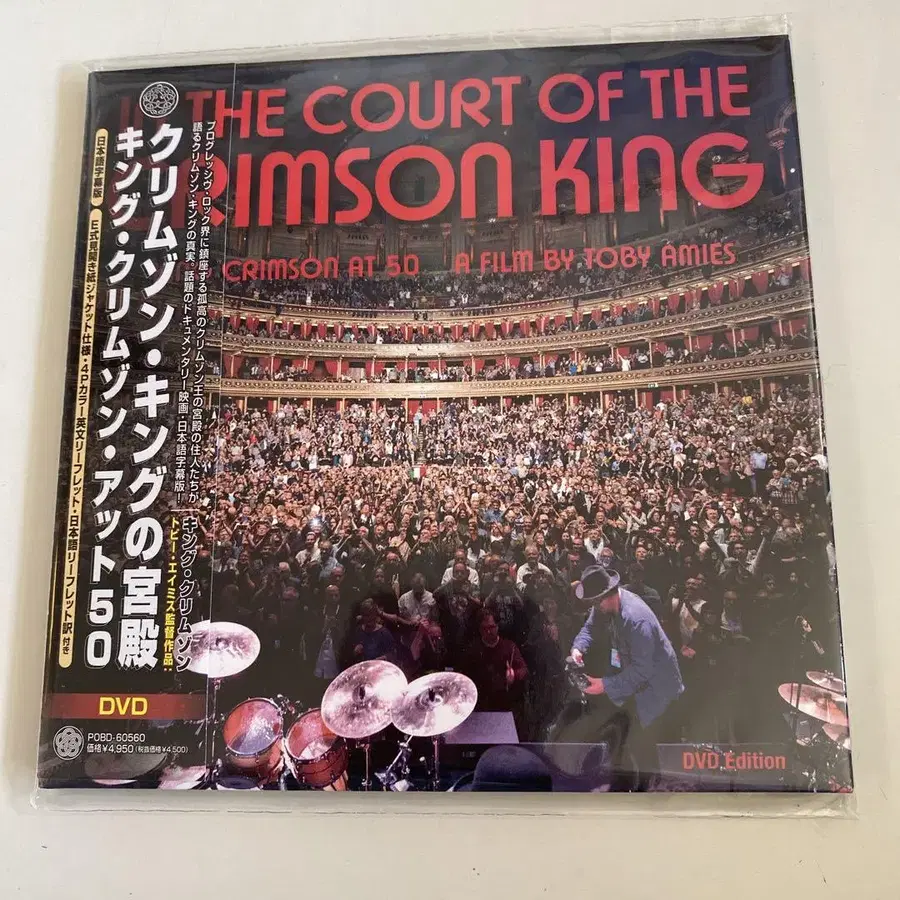 IN THE COURT OF THE
CRIMSON KING
CRIMSON AT 50 A FILM BY TOBY AMIES
プログレッシヴ・ロック界に鎮座する孤高のクリムゾン王の宮殿の住人たちが
語るクリムゾン・キングの真実。話題のドキュメンタリー映画・日本語字幕版!
キング・クリムゾン
トビー・エイミス監督作品:
クリムゾン・キングの宮殿
キング・クリムゾン・アット50
日本語字幕版
E式見開き紙ジャケット仕様・4Pカラー英文リーフレット・日本語リーフレット訳付き
DVD
POBD-60560
価格¥4,950(税抜価格¥4,500)
DVD Edition